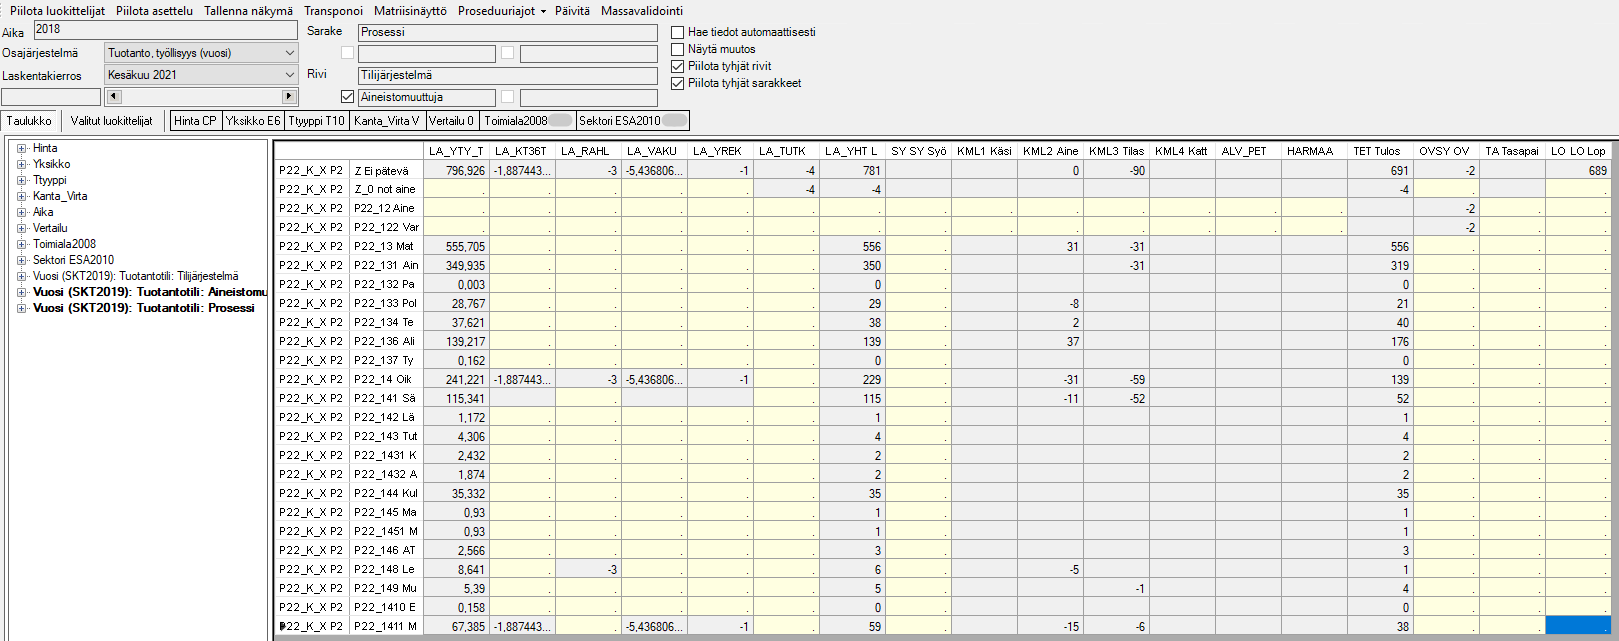 Piilota luokittelijat Piilota asettelu Tallenna näkymä Transponoi Matriisinäyttö Proseduuriajot Päivitä Massavalidointi
Aika 2018
Osajärjestelmä Tuotanto, työllisyys (vuosi)
Laskentakierros Kesäkuu 2021
Sarake Prosessi
Rivi Tilijärjestelmä
Aineistomuuttuja
Hae tiedot automaattisesti
Näytä muutos
Piilota tyhjät rivit
Piilota tyhjät sarakkeet
Taulukko Valitut luokittelijat Hinta CP Yksikko E6 Ttyyppi T10 Kanta_Virta V Vertailu 0 Toimiala2008 Sektori ESA2010
Hinta
Yksikko
Ttyyppi
Kanta_Virta
Aika
Vertailu
Toimiala2008
Sektori ESA2010
Vuosi (SKT2019): Tuotantotili: Tilijärjestelmä
Vuosi (SKT2019): Tuotantotili: Aineistomu
Vuosi (SKT2019): Tuotantotili: Prosessi
LA_YTY_T LA_KT36T LA_RAHL LA_VAKU LA_YREK LA_TUTK LA_YHT L SY SY Syö KML1 Käsi KML2 Aine KML3 Tilas KML4 Katt ALV_PET HARMAA TET Tulos OVSY OV TA Tasapai LO LO Lop
P22_K_X P2 Z Ei pätevä 796,926 -1,887443... -3 -5,436806... -1 -4 781 0 -90 691 -2 689
P22_K_X P2 Z_0 not aine . . . . . -4 -4 . -4 . .
P22_K_X P2 P22_12 Aine . . . . . . . . . . . . . . -2 . .
P22_K_X P2 P22_122 Var . . . . . . . . . . . . . . -2 . .
P22_K_X P2 P22_13 Mat 555,705 . . . . . 556 . 31 -31 556 . . .
P22_K_X P2 P22_131 Ain 349,935 . . . . . 350 . -31 319 . . .
P22_K_X P2 P22_132 Pa 0,003 . . . . . 0 . 0 . . .
P22_K_X P2 P22_133 Pol 28,767 . . . . . 29 . -8 21 . . .
P22_K_X P2 P22_134 Te 37,621 . . . . . 38 . 2 40 . . .
P22_K_X P2 P22_136 Ali 139,217 . . . . . 139 . 37 176 . . .
P22_K_X P2 P22_137 Ty 0,162 . . . . . 0 . 0 . . .
P22_K_X P2 P22_14 Oik 241,221 -1,887443... -3 -5,436806... -1 . 229 . -31 -59 139 . . .
P22_K_X P2 P22_141 Sä 115,341 . . 115 . -11 -52 52 . . .
P22_K_X P2 P22_142 Lä 1,172 . . . . . 1 . 1 . . .
P22_K_X P2 P22_143 Tut 4,306 . . . . . 4 . 4 . . .
P22_K_X P2 P22_1431 K 2,432 . . . . . 2 . 2 . . .
P22_K_X P2 P22_1432 A 1,874 . . . . . 2 . 2 . . .
P22_K_X P2 P22_144 Kul 35,332 . . . . . 35 . 35 . . .
P22_K_X P2 P22_145 Ma 0,93 . . . . . 1 . 1 . . .
P22_K_X P2 P22_1451 M 0,93 . . . . . 1 . 1 . . .
P22_K_X P2 P22_146 AT 2,566 . . . . . 3 . 3 . . .
P22_K_X P2 P22_148 Le 8,641 . -3 . . . 6 . -5 1 . . .
P22_K_X P2 P22_149 Mu 5,39 . . . . . 5 . -1 4 . . .
P22_K_X P2 P22_1410 E 0,158 . . . . . 0 . 0 . . .
P22_K_X P2 P22_1411 M 67,385 -1,887443... . -5,436806... -1 . 59 . -15 -6 38 . . .